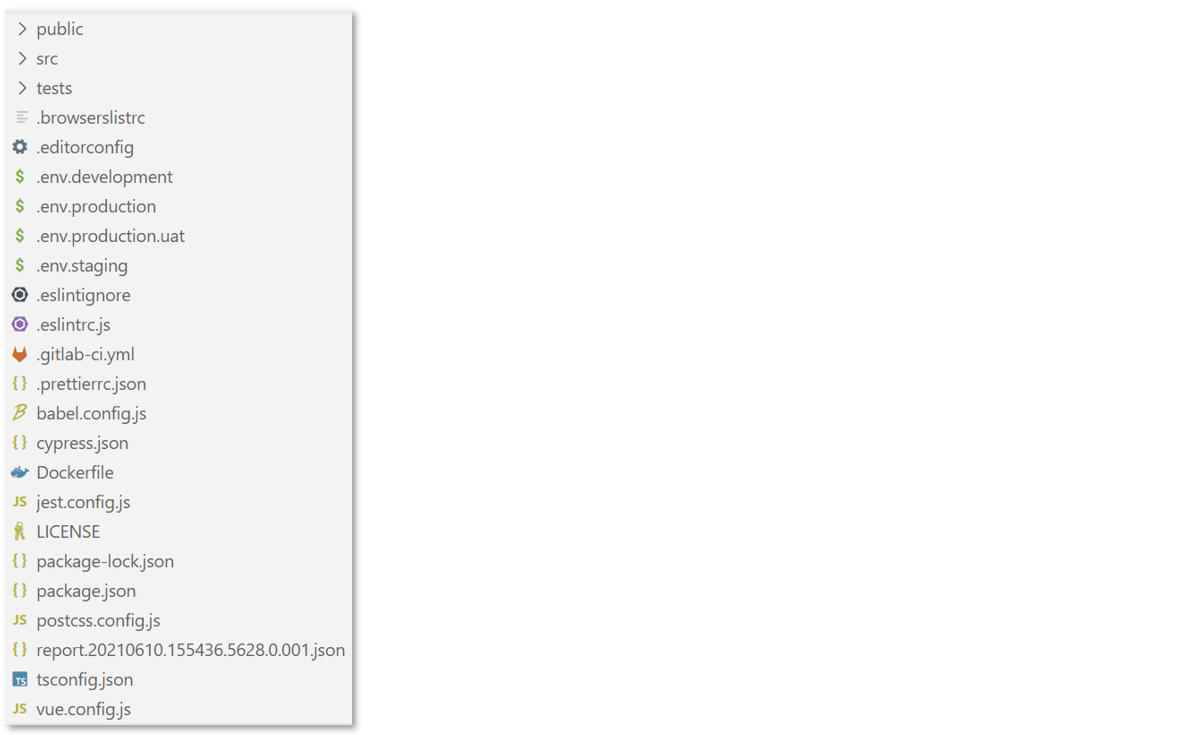 public
src
tests
.browserslistrc
.editorconfig
$ .env.development
$ .env.production
$ .env.production.uat
$ .env.staging
.eslintignore
.eslintrc.js
.gitlab-ci.yml
{ } .prettierrc.json
B babel.config.js
{ } cypress.json
Dockerfile
JS jest.config.js
LICENSE
{ } package-lock.json
{ } package.json
JS postcss.config.js
{ } report.20210610.155436.5628.0.001.json
TS tsconfig.json
JS vue.config.js